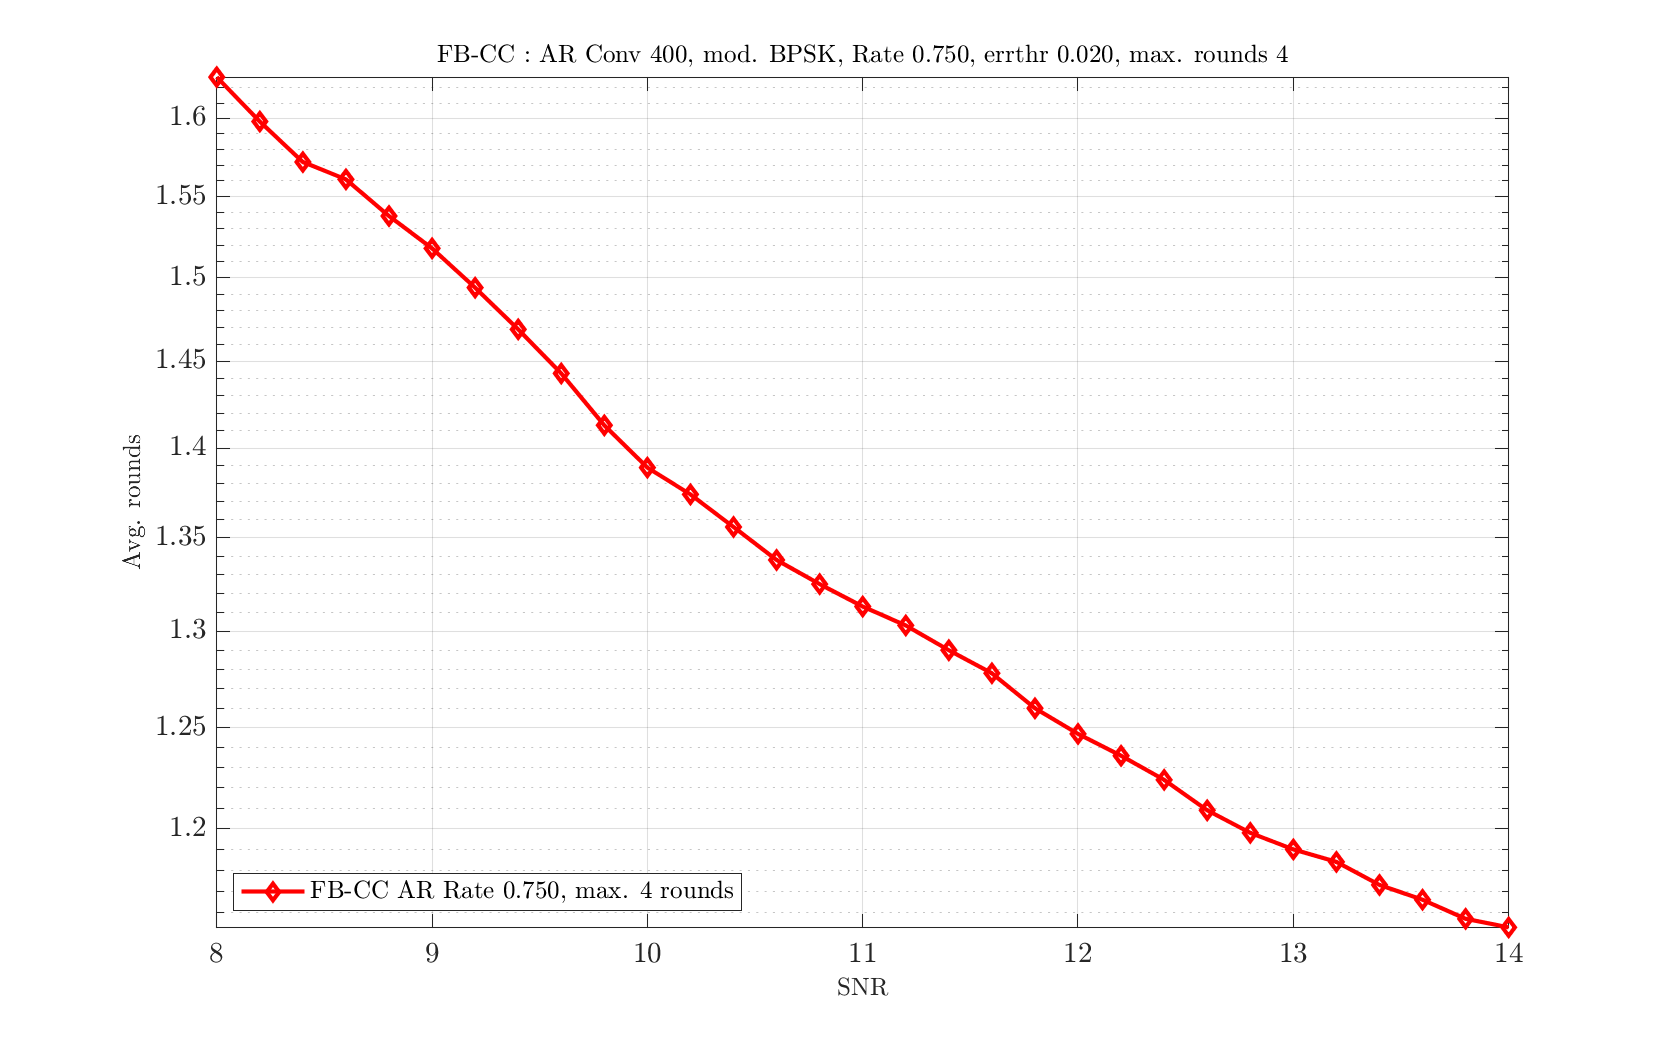 FB-CC : AR Conv 400, mod. BPSK, Rate 0.750, errthr 0.020, max. rounds 4
1.6
1.55
1.5
1.45
1.4
1.35
1.3
1.25
1.2
Avg. rounds
FB-CC AR Rate 0.750, max. 4 rounds
8 9 10 11 12 13 14
SNR